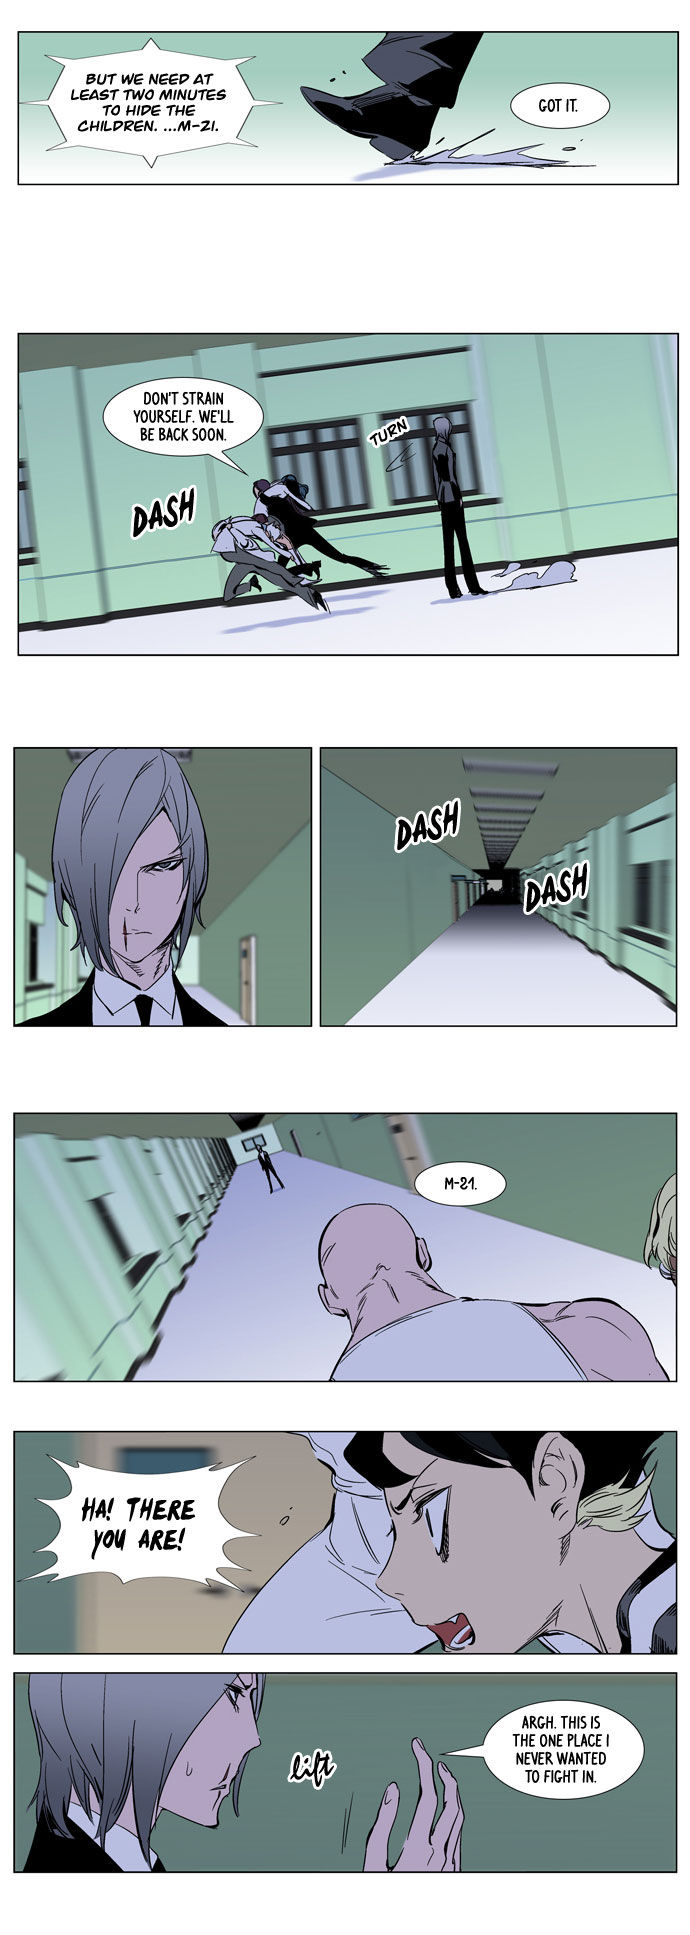 BUT WE NEED AT
LEAST TWO MINUTES
TO HIDE THE
CHILDREN. ...M-21.
GOT IT.
DON'T STRAIN
YOURSELF. WE'LL
BE BACK SOON.
TURN
DASH
DASH
DASH
M-21.
HA! THERE
YOU ARE!
ARGH. THIS IS
THE ONE PLACE I
NEVER WANTED
TO FIGHT IN.
lift